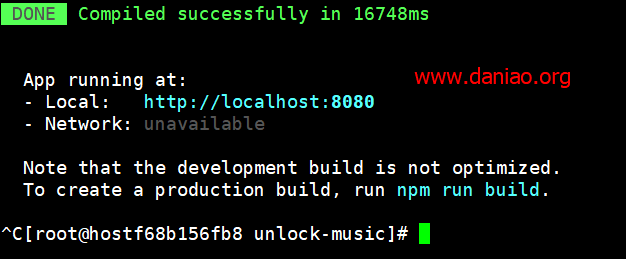 DONE Compiled successfully in 16748ms
App running at:
www.daniao.org
- Local: http://localhost:8080
- Network: unavailable
Note that the development build is not optimized.
To create a production build, run npm run build.
^C[root@hostf68b156fb8 unlock-music]#